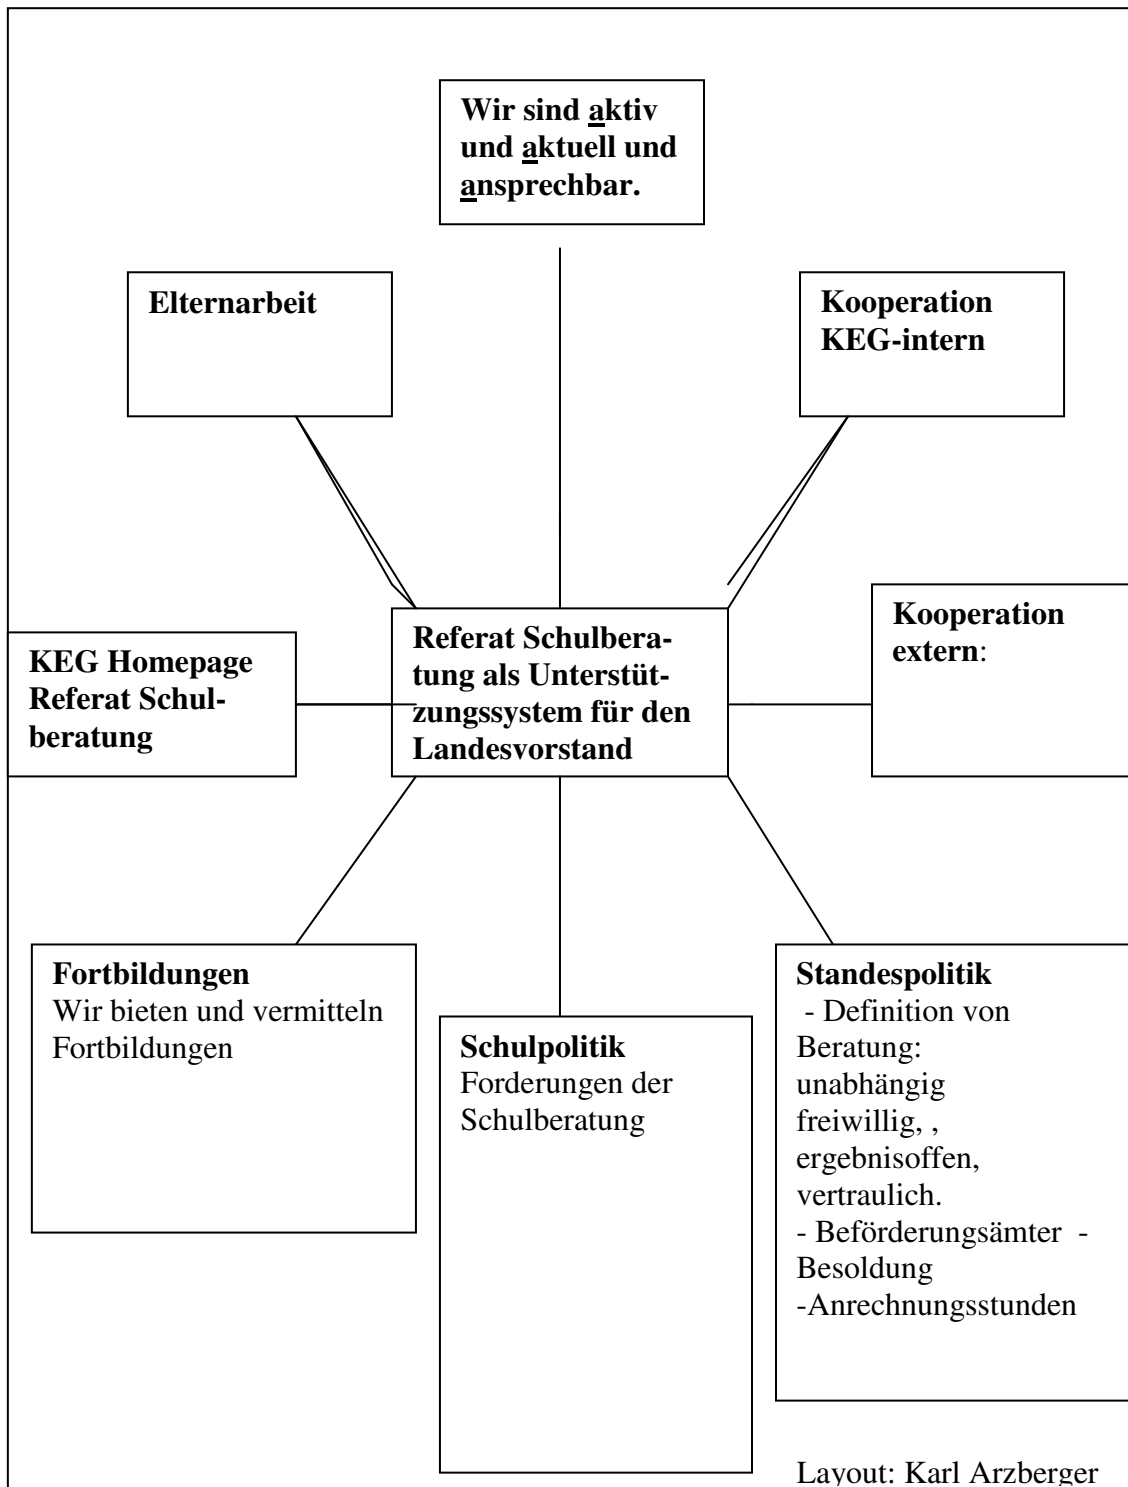 Wir sind aktiv
und aktuell und
ansprechbar.
Elternarbeit
Kooperation
KEG-intern
KEG Homepage
Referat Schul-
beratung
Referat Schulbera-
tung als Unterstüt-
zungssystem für den
Landesvorstand
Kooperation
extern:
Fortbildungen
Wir bieten und vermitteln
Fortbildungen
Schulpolitik
Forderungen der
Schulberatung
Standespolitik
- Definition von
Beratung:
unabhängig
freiwillig, ,
ergebnisoffen,
vertraulich.
- Beförderungsämter -
Besoldung
-Anrechnungsstunden
Layout: Karl Arzberger